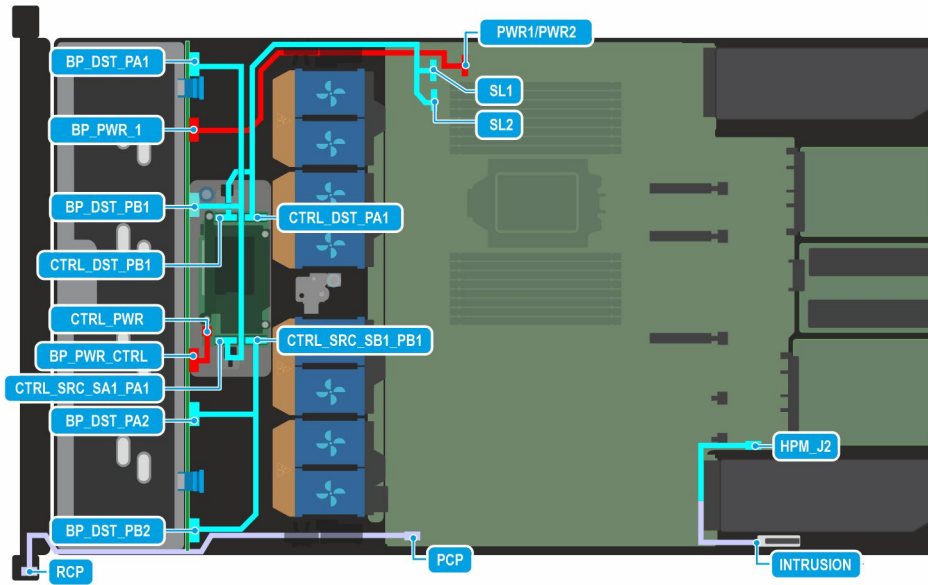 PWR1/PWR2
BP_DST_PA1
SL1
SL2
BP_PWR_1
BP_DST_PB1
CTRL_DST_PA1
CTRL_DST_PB1
CTRL_PWR
CTRL_SRC_SB1_PB1
BP_PWR_CTRL
CTRL_SRC_SA1_PA1
BP_DST_PA2
HPM_J2
BP_DST_PB2
PCP
INTRUSION
RCP